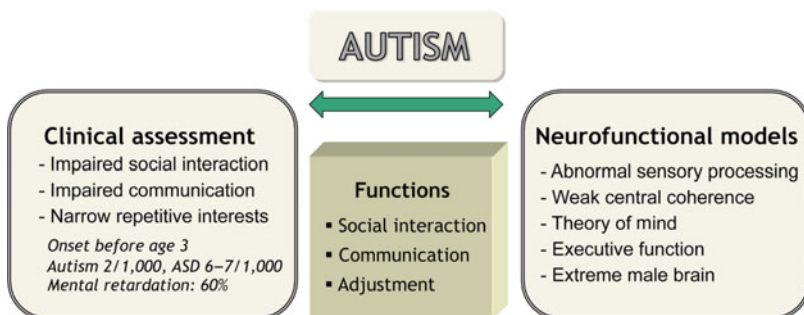 AUTISM
Clinical assessment
- Impaired social interaction
- Impaired communication
- Narrow repetitive interests
Onset before age 3
Autism 2/1,000, ASD 6–7/1,000
Mental retardation: 60%
Functions
▪ Social interaction
▪ Communication
▪ Adjustment
Neurofunctional models
- Abnormal sensory processing
- Weak central coherence
- Theory of mind
- Executive function
- Extreme male brain